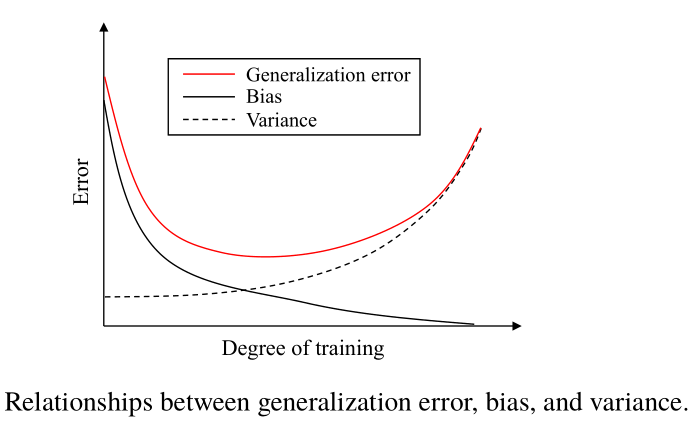 Generalization error
Bias
Variance
Error
Degree of training
Relationships between generalization error, bias, and variance.